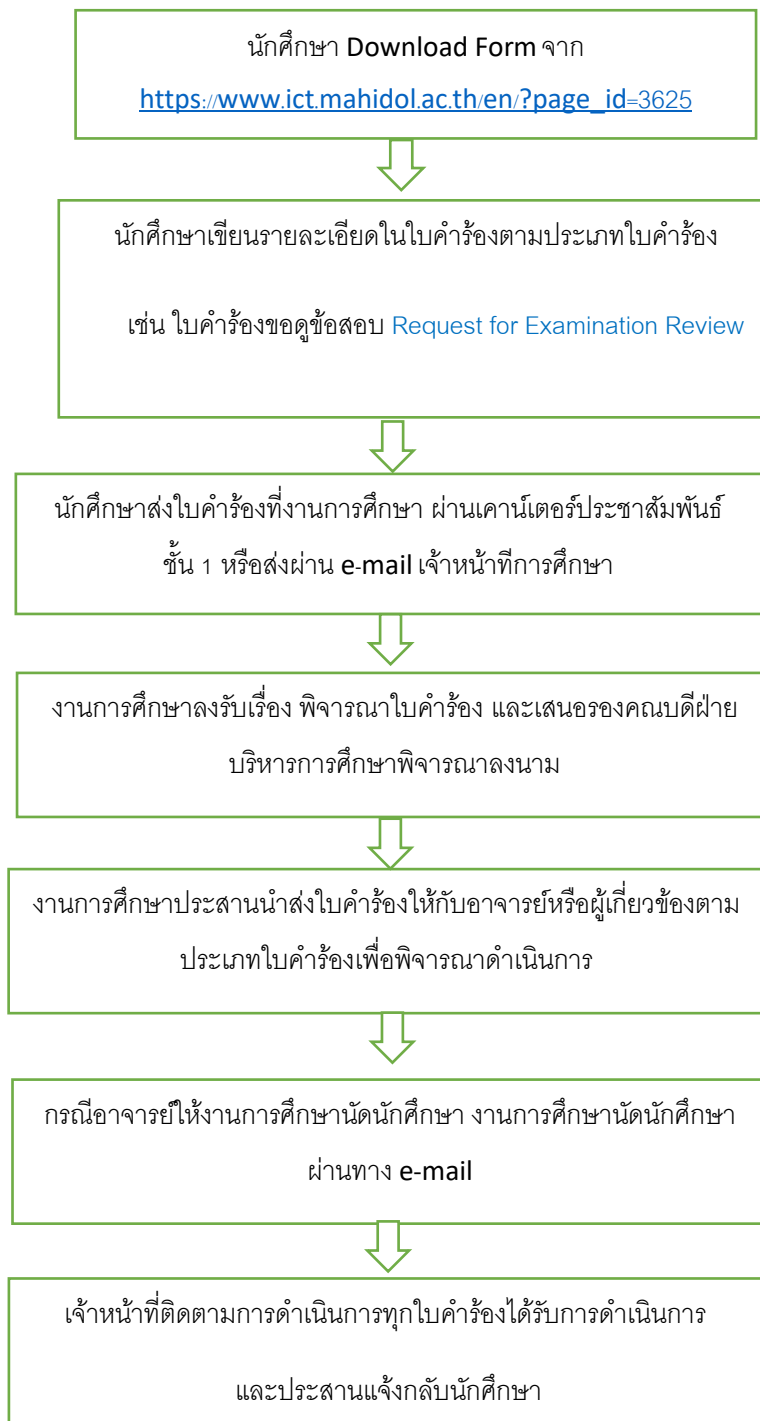 นักศึกษา Download Form จาก
https://www.ict.mahidol.ac.th/en/?page_id=3625
นักศึกษาเขียนรายละเอียดในใบคำร้องตามประเภทใบคำร้อง
เช่น ใบคำร้องขอดูข้อสอบ Request for Examination Review
นักศึกษาส่งใบคำร้องที่งานการศึกษา ผ่านเคาน์เตอร์ประชาสัมพันธ์
ชั้น 1 หรือส่งผ่าน e-mail เจ้าหน้าทีการศึกษา
งานการศึกษาลงรับเรื่อง พิจารณาใบคำร้อง และเสนอรองคณบดีฝ่าย
บริหารการศึกษาพิจารณาลงนาม
งานการศึกษาประสานนำส่งใบคำร้องให้กับอาจารย์หรือผู้เกี่ยวข้องตาม
ประเภทใบคำร้องเพื่อพิจารณาดำเนินการ
กรณีอาจารย์ให้งานการศึกษานัดนักศึกษา งานการศึกษานัดนักศึกษา
ผ่านทาง e-mail
เจ้าหน้าที่ติดตามการดำเนินการทุกใบคำร้องได้รับการดำเนินการ
และประสานแจ้งกลับนักศึกษา